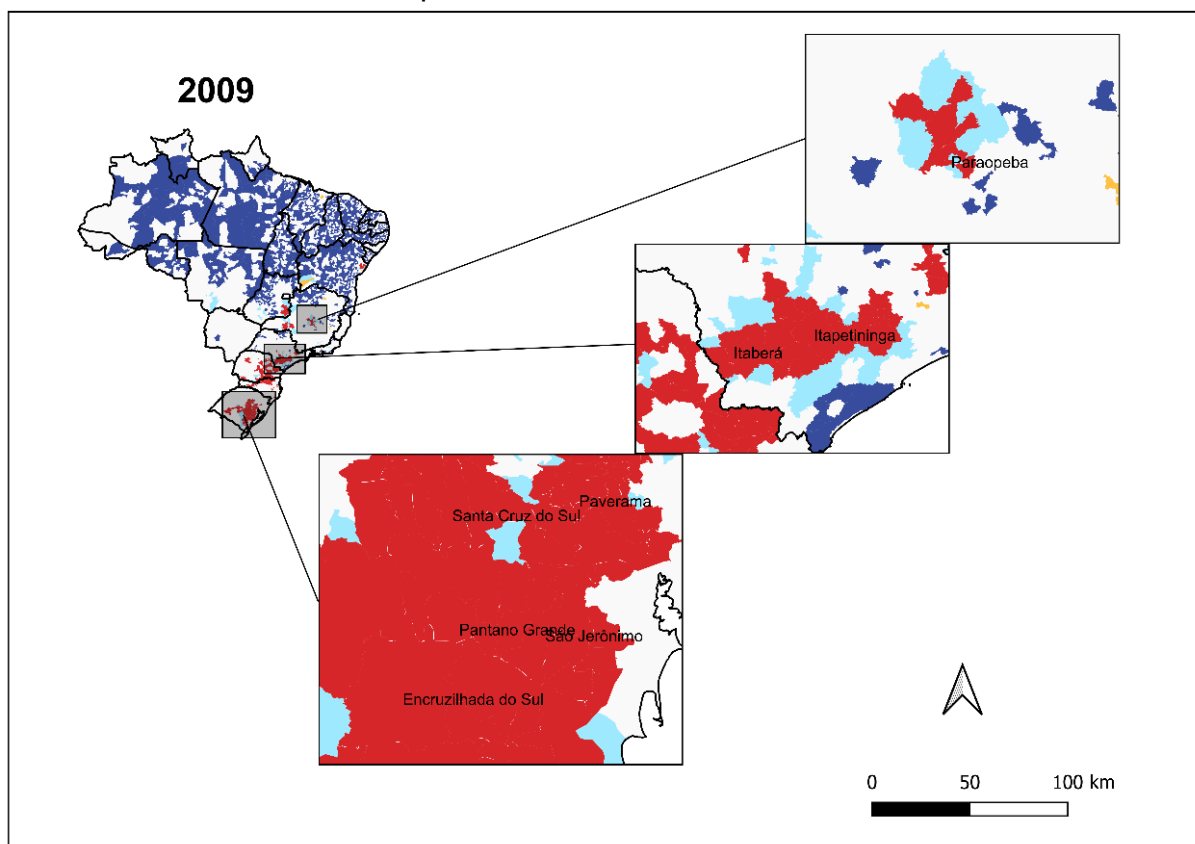 2009
Paraopeba
Itapetininga
Itaberá
Paverama
Santa Cruz do Sul
Pantano Grande
São Jerônimo
Encruzilhada do Sul
0 50 100 km